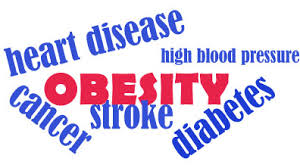 heart disease
high blood pressure
OBESITY
cancer
stroke
diabetes